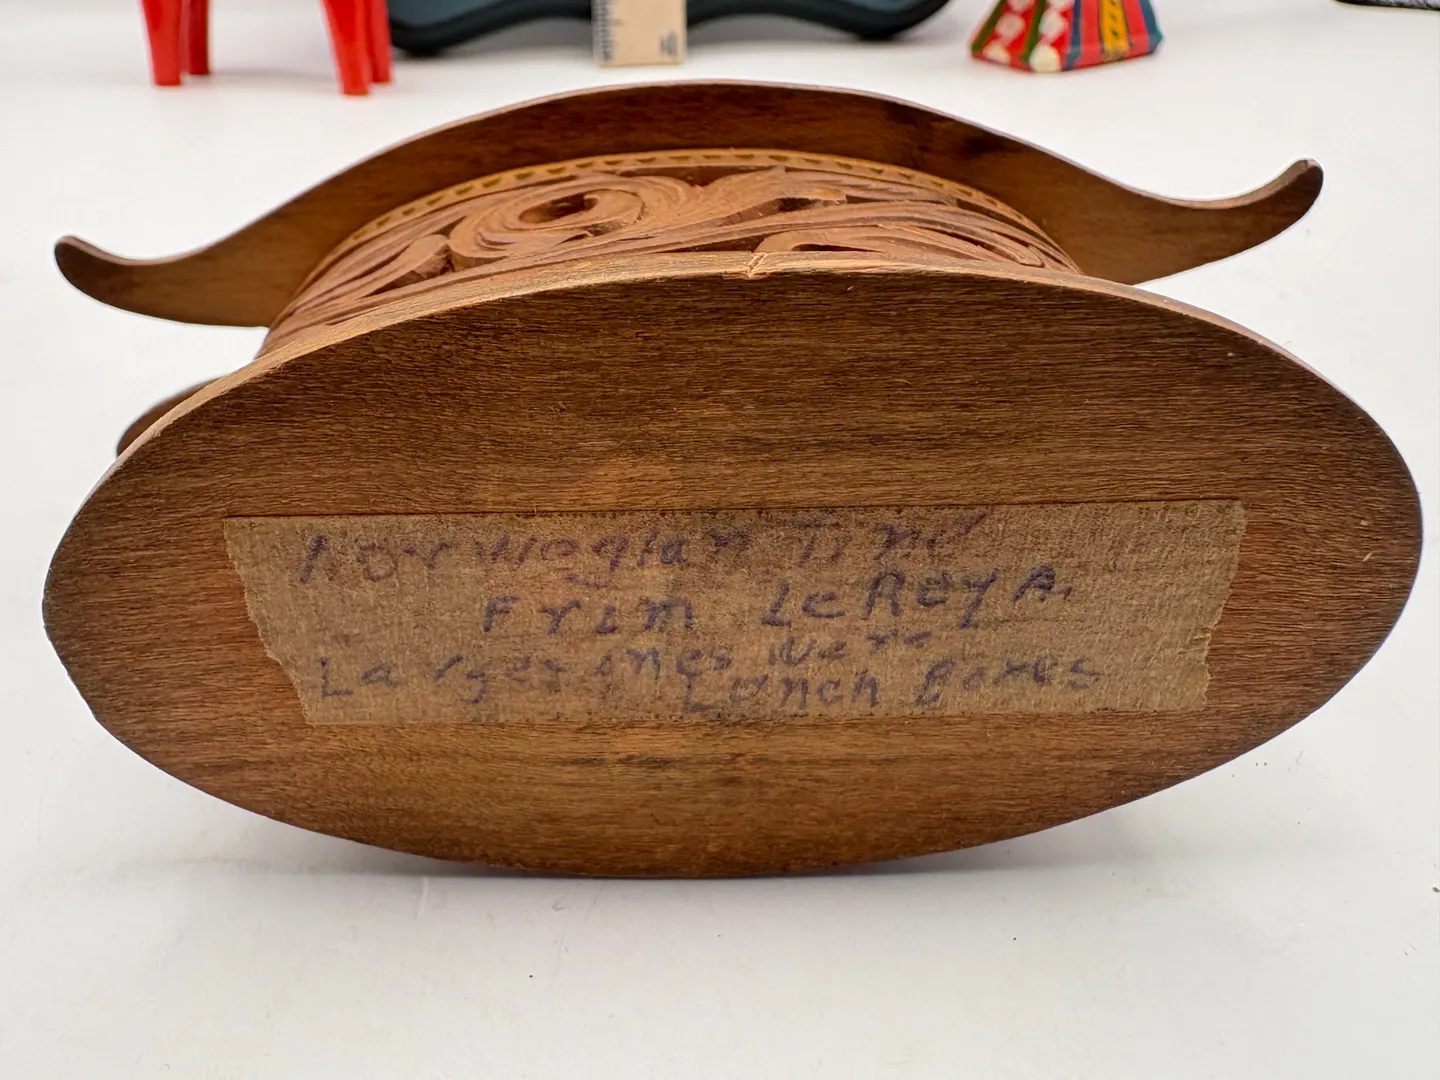 Norwegian Tine
From LeRoy A.
Larger ones were
Lunch Boxes